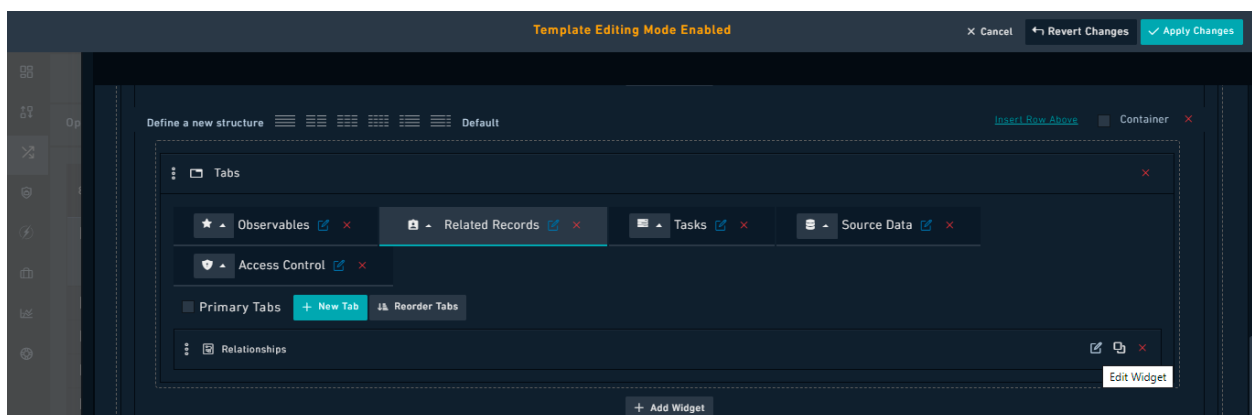 Template Editing Mode Enabled
Cancel
Revert Changes
Apply Changes
Op
Define a new structure
Default
Insert Row Above
Container
Tabs
Observables
Related Records
Tasks
Source Data
Access Control
Primary Tabs
+ New Tab
Reorder Tabs
Relationships
Edit Widget
+ Add Widget